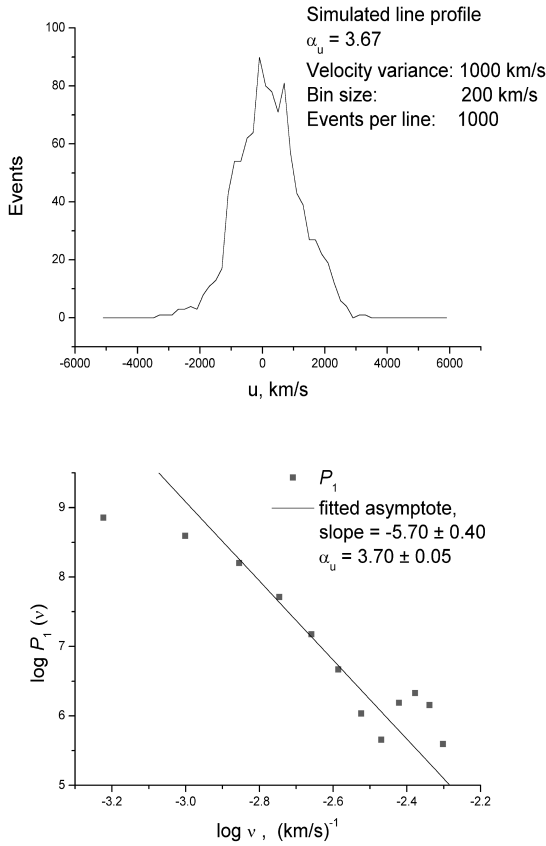 Simulated line profile
αu = 3.67
Velocity variance: 1000 km/s
Bin size: 200 km/s
Events per line: 1000
100
80
60
40
20
0
Events
-6000 -4000 -2000 0 2000 4000 6000
u, km/s
P1
fitted asymptote,
slope = -5.70 ± 0.40
αu = 3.70 ± 0.05
9
8
7
6
5
log P1 (ν)
-3.2 -3.0 -2.8 -2.6 -2.4 -2.2
log ν , (km/s)-1